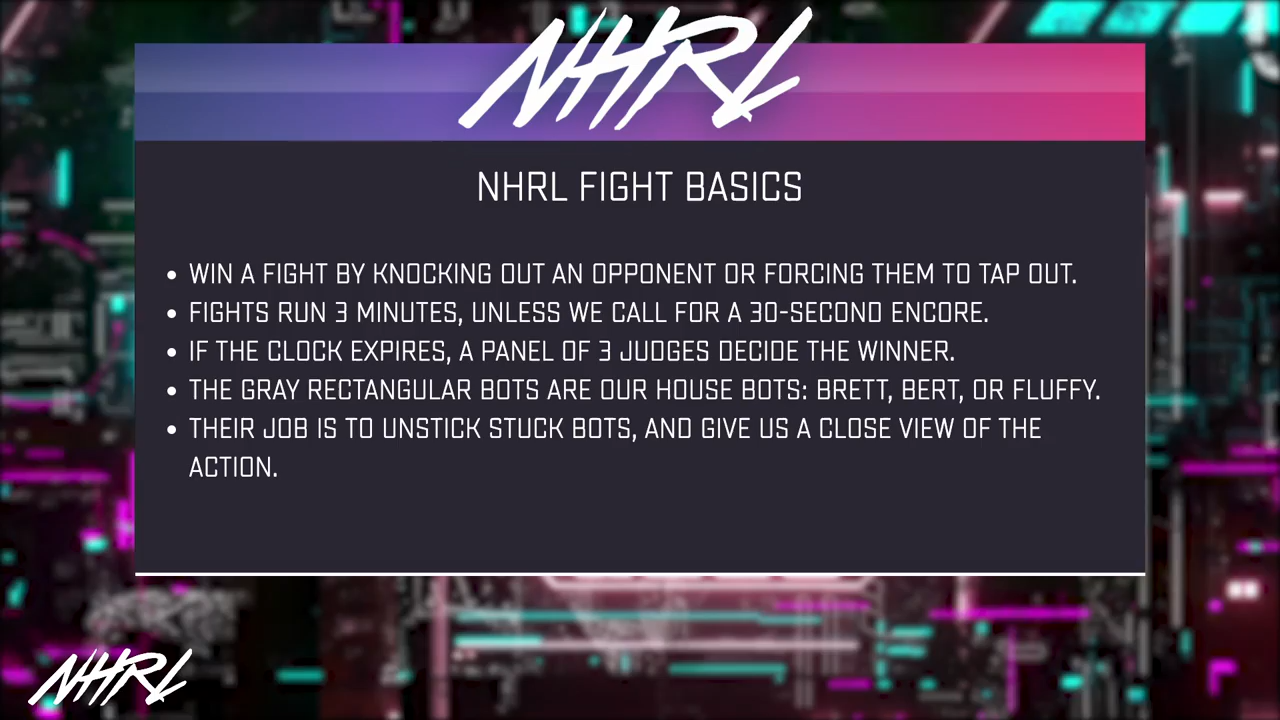 NHRL
NHRL FIGHT BASICS
• WIN A FIGHT BY KNOCKING OUT AN OPPONENT OR FORCING THEM TO TAP OUT.
• FIGHTS RUN 3 MINUTES, UNLESS WE CALL FOR A 30-SECOND ENCORE.
• IF THE CLOCK EXPIRES, A PANEL OF 3 JUDGES DECIDE THE WINNER.
• THE GRAY RECTANGULAR BOTS ARE OUR HOUSE BOTS: BRETT, BERT, OR FLUFFY.
• THEIR JOB IS TO UNSTICK STUCK BOTS, AND GIVE US A CLOSE VIEW OF THE
ACTION.
NHRL